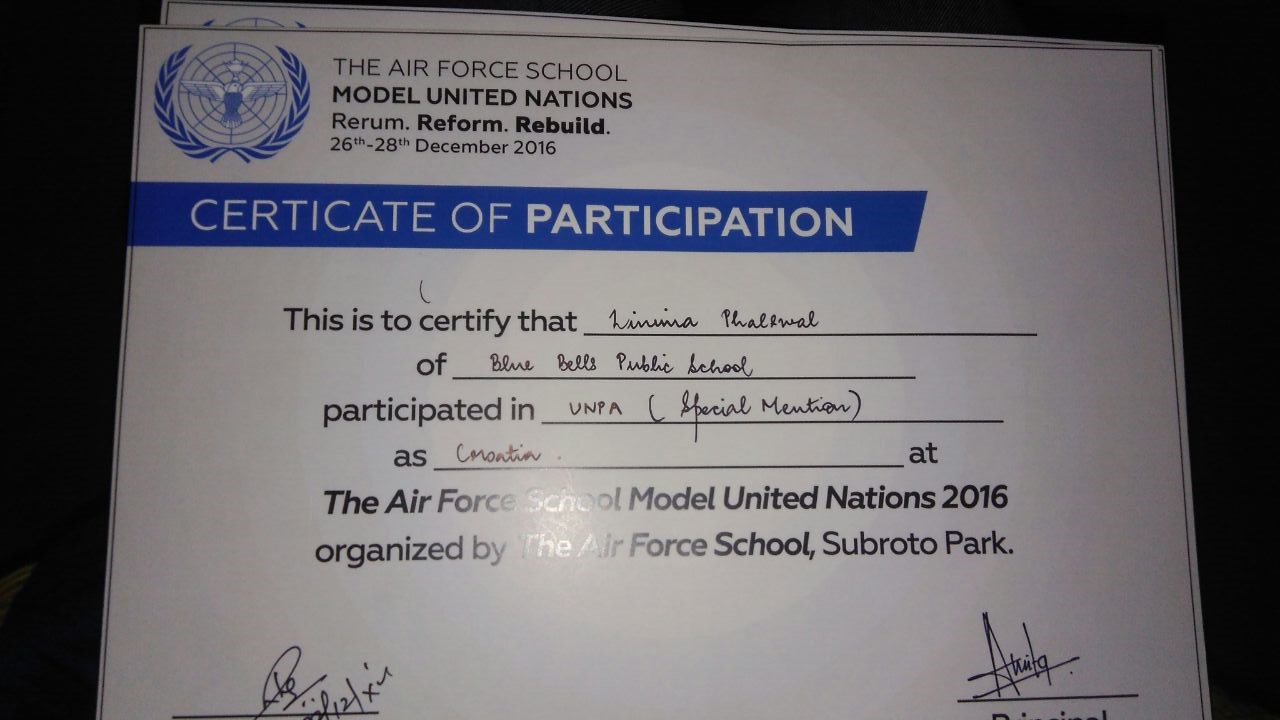 THE AIR FORCE SCHOOL
MODEL UNITED NATIONS
Rerum. Reform. Rebuild.
26th-28th December 2016
CERTICATE OF PARTICIPATION
This is to certify that
of Blue Bells Public School
participated in UNPA (Special Mention)
as Croatia. at
The Air Force School Model United Nations 2016
organized by The Air Force School, Subroto Park.
Principal